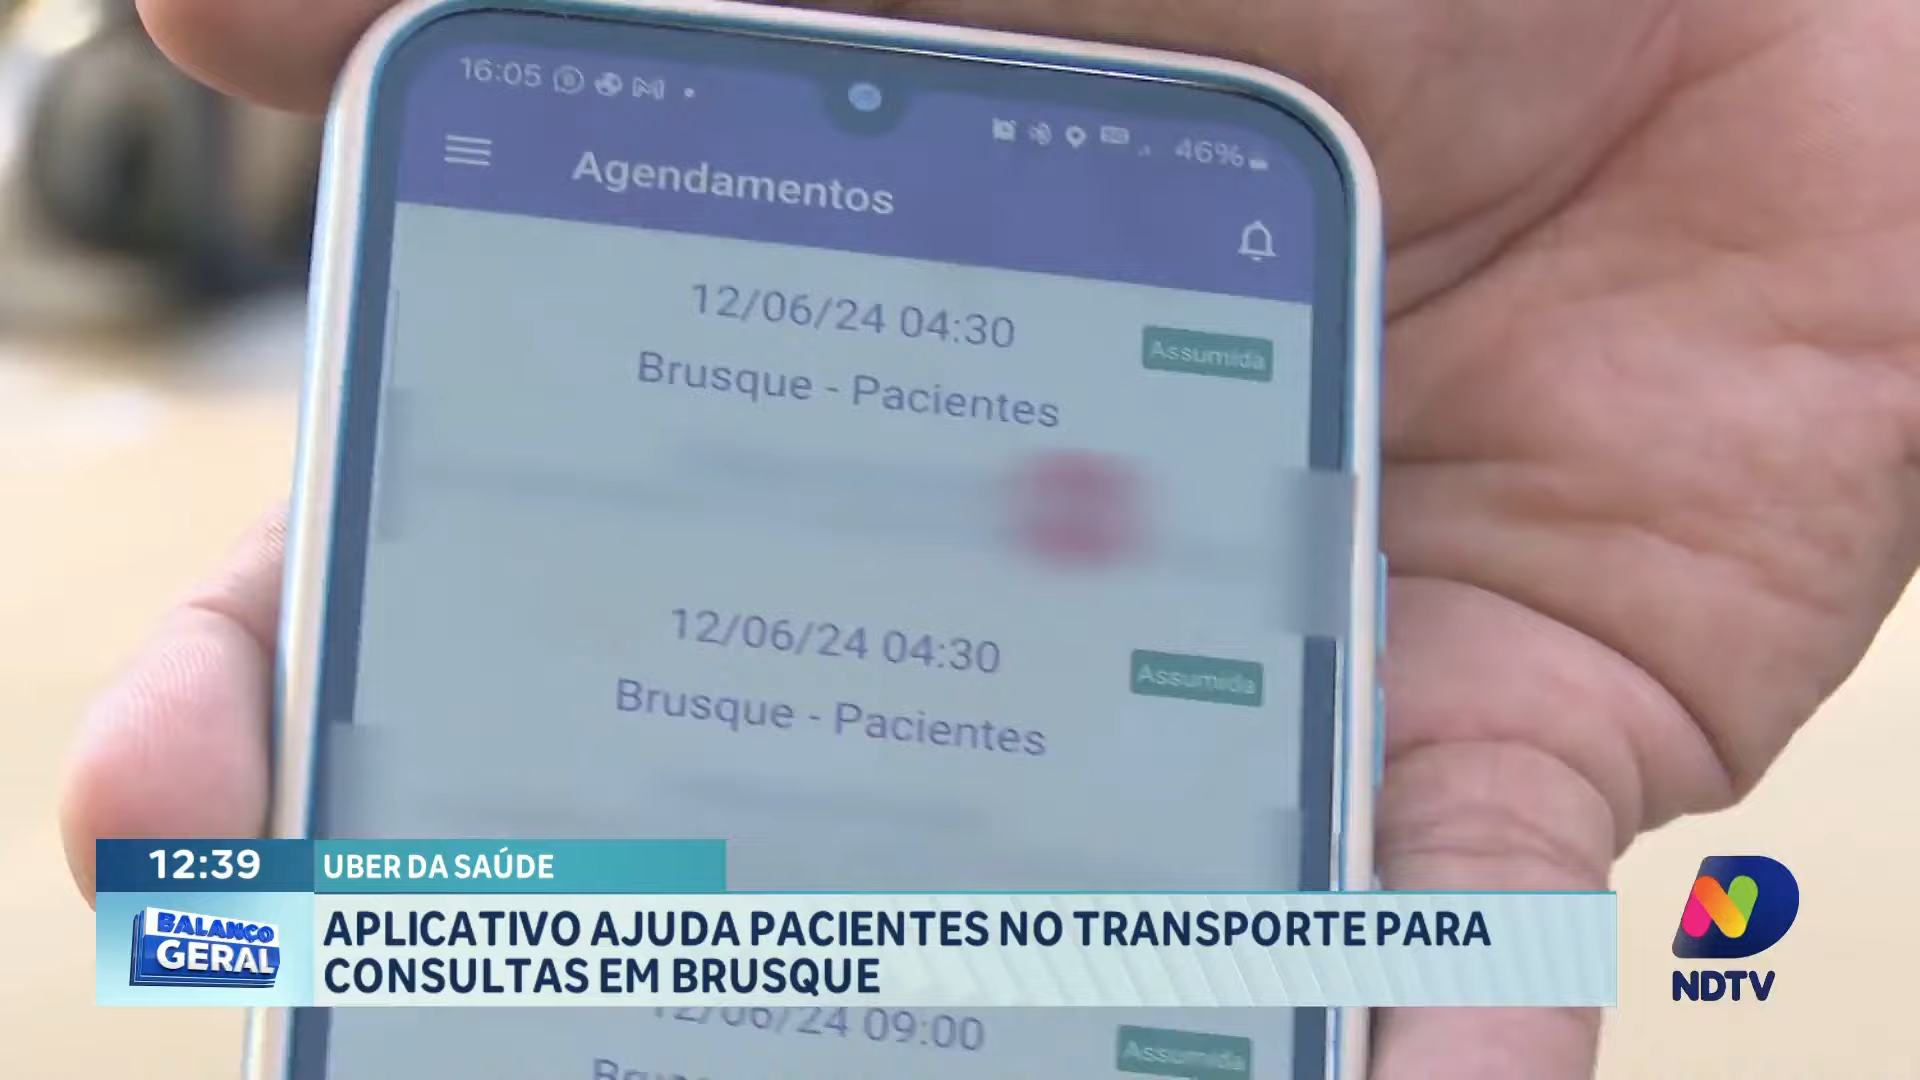 16:05
46%
Agendamentos
12/06/24 04:30
Assumida
Brusque - Pacientes
12/06/24 04:30
Assumida
Brusque - Pacientes
12:39
UBER DA SAÚDE
BALANÇO
GERAL
APLICATIVO AJUDA PACIENTES NO TRANSPORTE PARA
CONSULTAS EM BRUSQUE
NDTV
12/06/24 09:00
Assumida